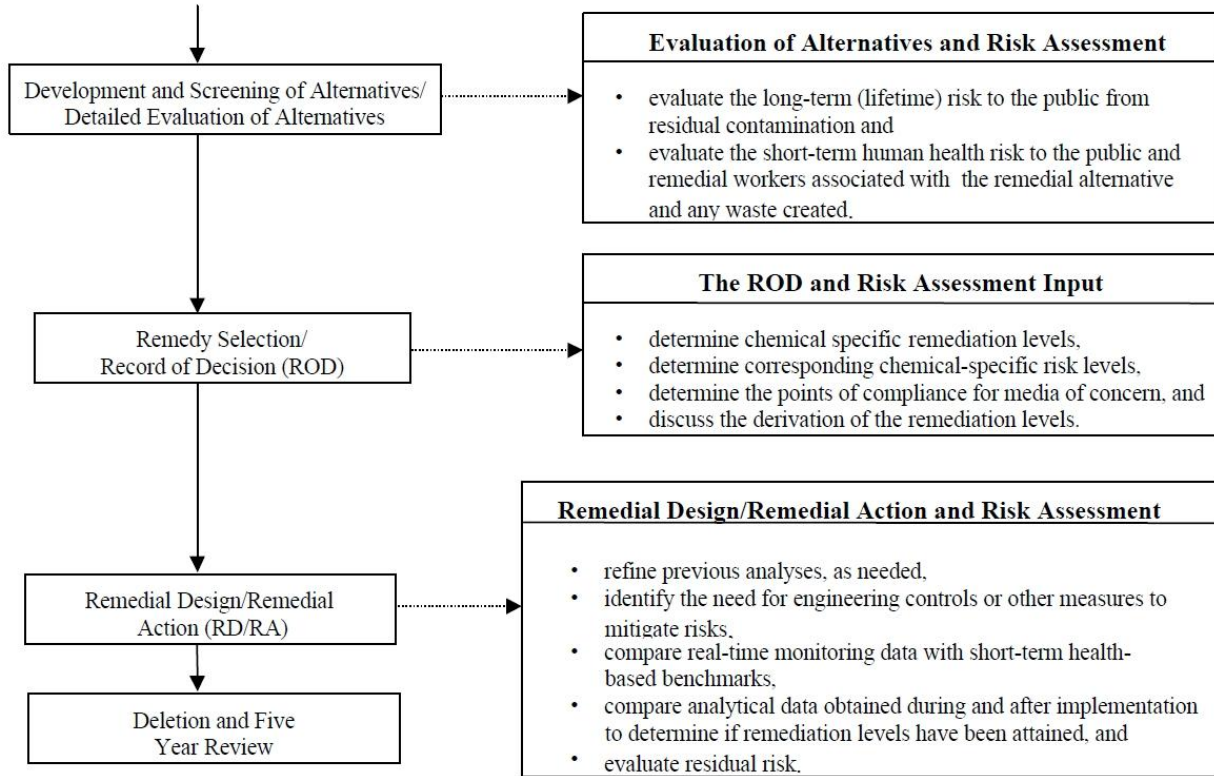 Evaluation of Alternatives and Risk Assessment
Development and Screening of Alternatives/
Detailed Evaluation of Alternatives
• evaluate the long-term (lifetime) risk to the public from
residual contamination and
• evaluate the short-term human health risk to the public and
remedial workers associated with the remedial alternative
and any waste created.
The ROD and Risk Assessment Input
Remedy Selection/
Record of Decision (ROD)
• determine chemical specific remediation levels,
• determine corresponding chemical-specific risk levels,
• determine the points of compliance for media of concern, and
• discuss the derivation of the remediation levels.
Remedial Design/Remedial Action and Risk Assessment
Remedial Design/Remedial
Action (RD/RA)
• refine previous analyses, as needed,
• identify the need for engineering controls or other measures to
mitigate risks,
• compare real-time monitoring data with short-term health-
based benchmarks,
• compare analytical data obtained during and after implementation
to determine if remediation levels have been attained, and
• evaluate residual risk.
Deletion and Five
Year Review